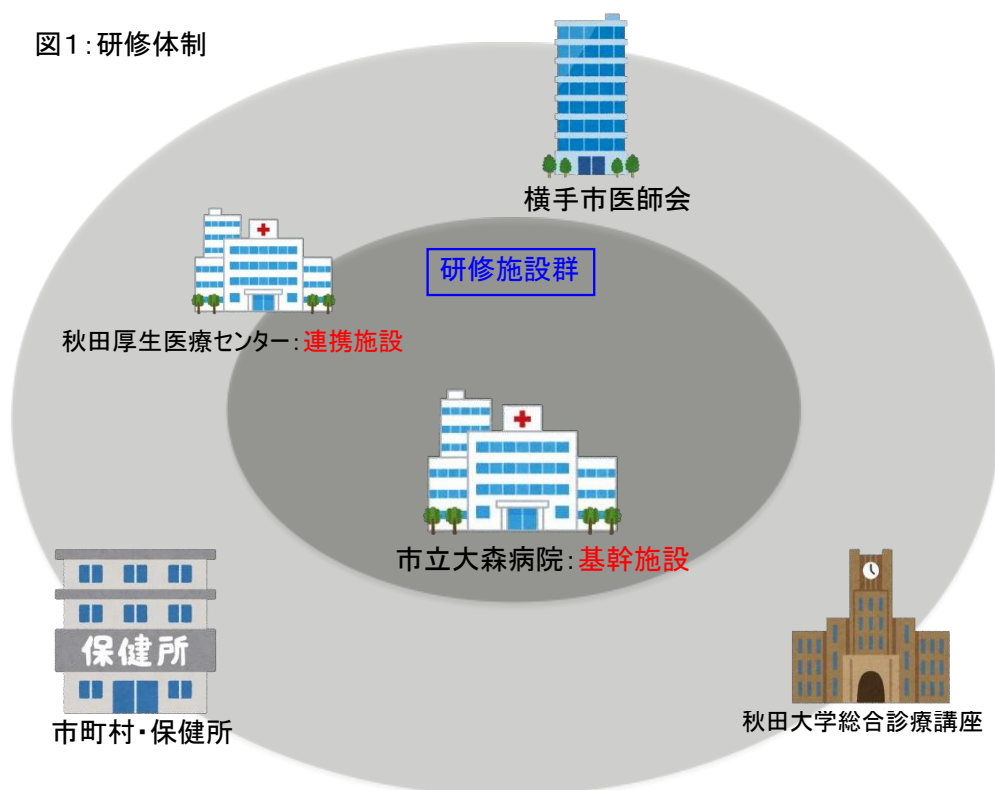 図1：研修体制
横手市医師会
研修施設群
秋田厚生医療センター：連携施設
市立大森病院：基幹施設
保健所
市町村・保健所
秋田大学総合診療講座